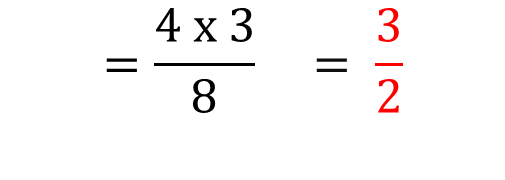 = 4 x 3 / 8 = 3 / 2